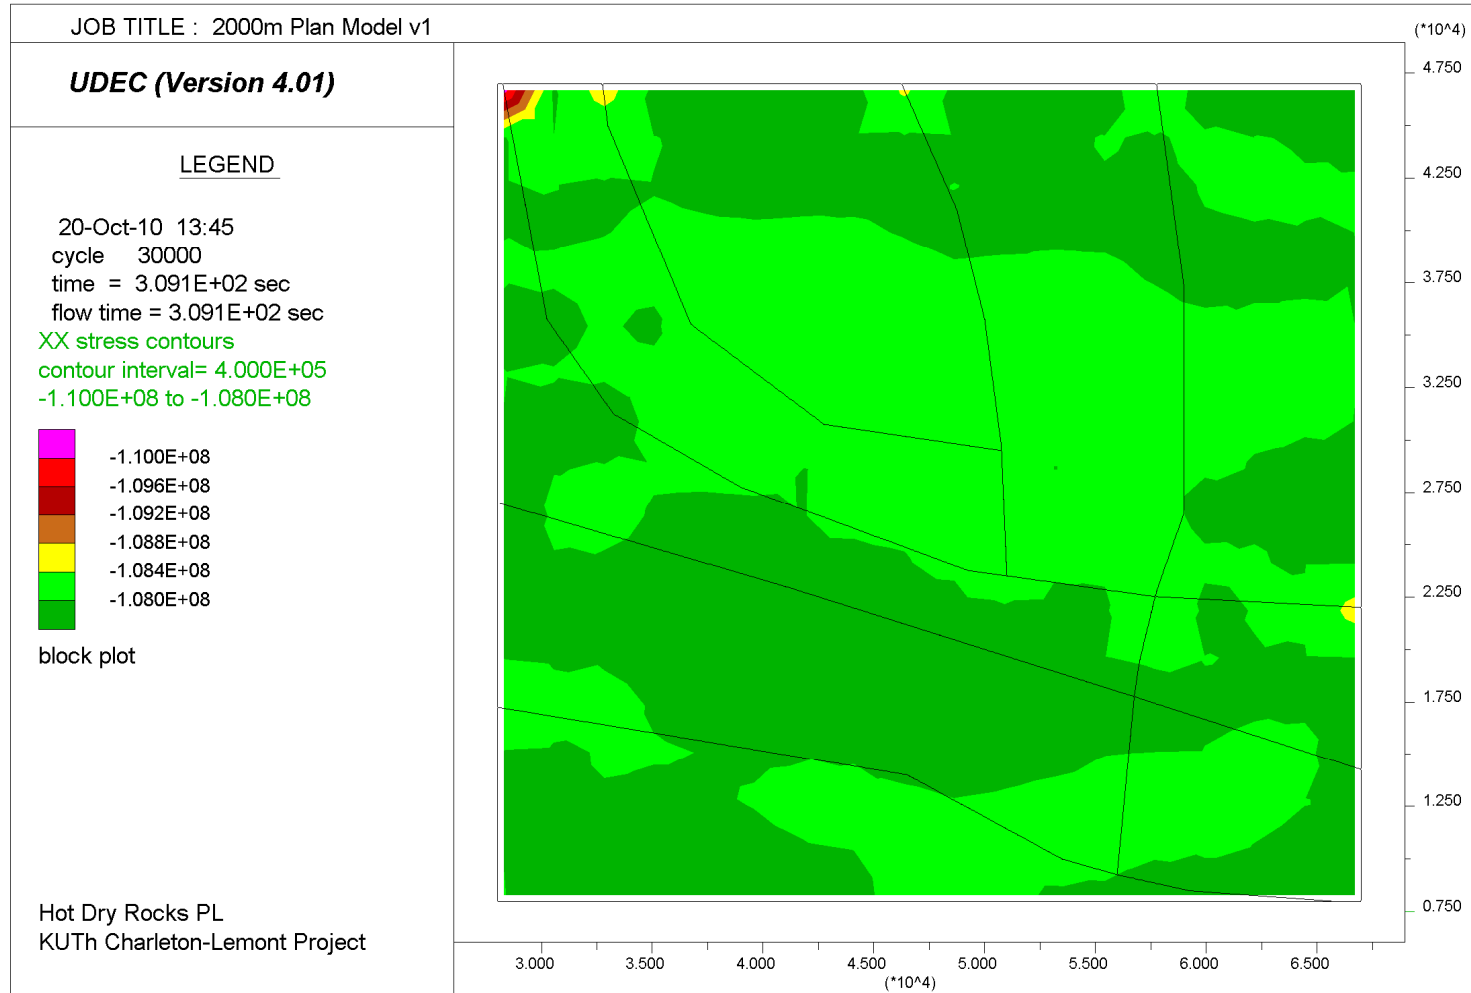 JOB TITLE : 2000m Plan Model v1
UDEC (Version 4.01)
LEGEND
20-Oct-10 13:45
cycle 30000
time = 3.091E+02 sec
flow time = 3.091E+02 sec
XX stress contours
contour interval= 4.000E+05
-1.100E+08 to -1.080E+08
-1.100E+08
-1.096E+08
-1.092E+08
-1.088E+08
-1.084E+08
-1.080E+08
block plot
Hot Dry Rocks PL
KUTh Charleton-Lemont Project
(*10^4)
4.750
4.250
3.750
3.250
2.750
2.250
1.750
1.250
0.750
3.000 3.500 4.000 4.500 5.000 5.500 6.000 6.500
(*10^4)